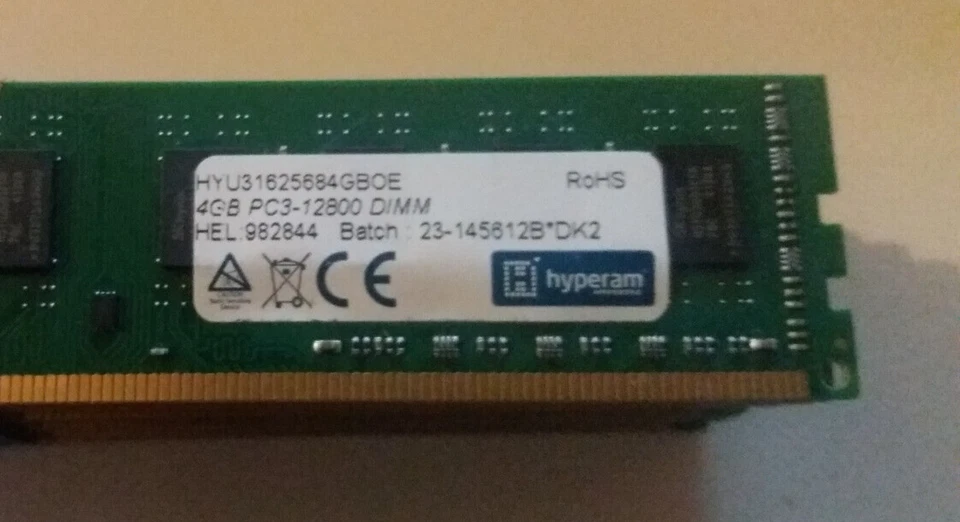 HYU31625684GBOE RoHS
4GB PC3-12800 DIMM
HEL:982844 Batch : 23-145612B*DK2
CE
hyperam